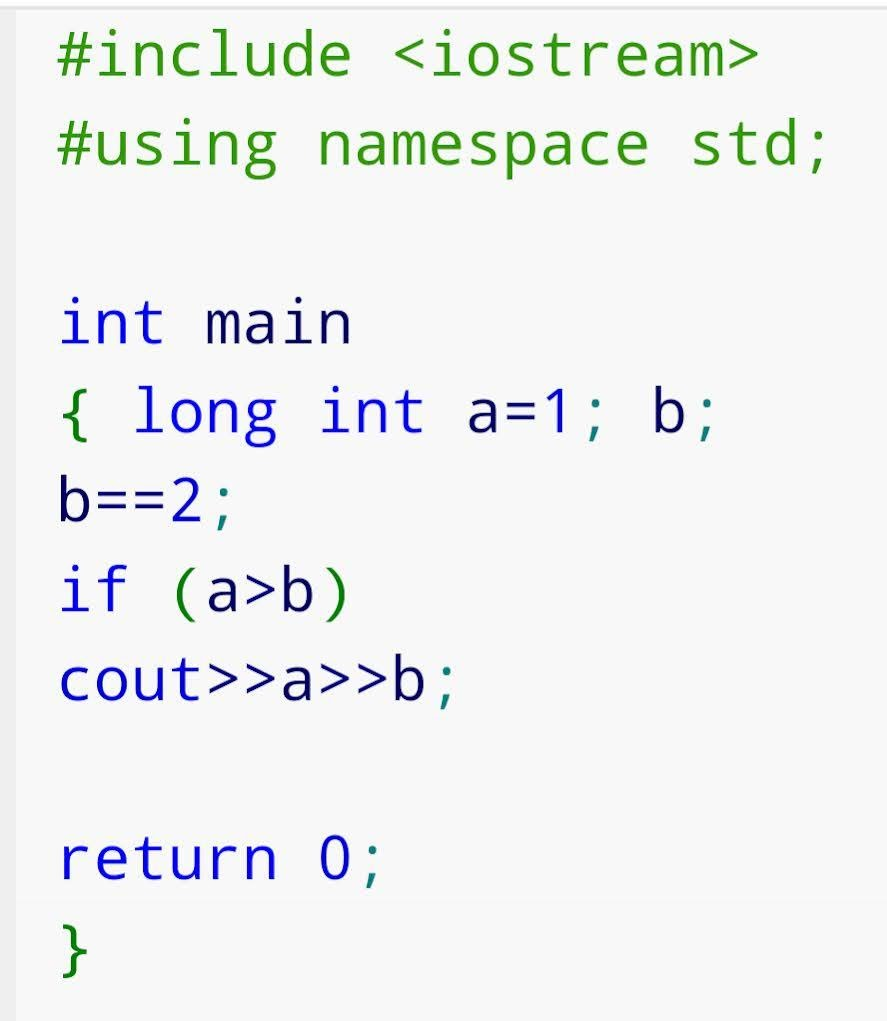 #include <iostream>
#using namespace std;
int main
{ long int a=1; b;
b==2;
if (a>b)
cout>>a>>b;
return 0;
}